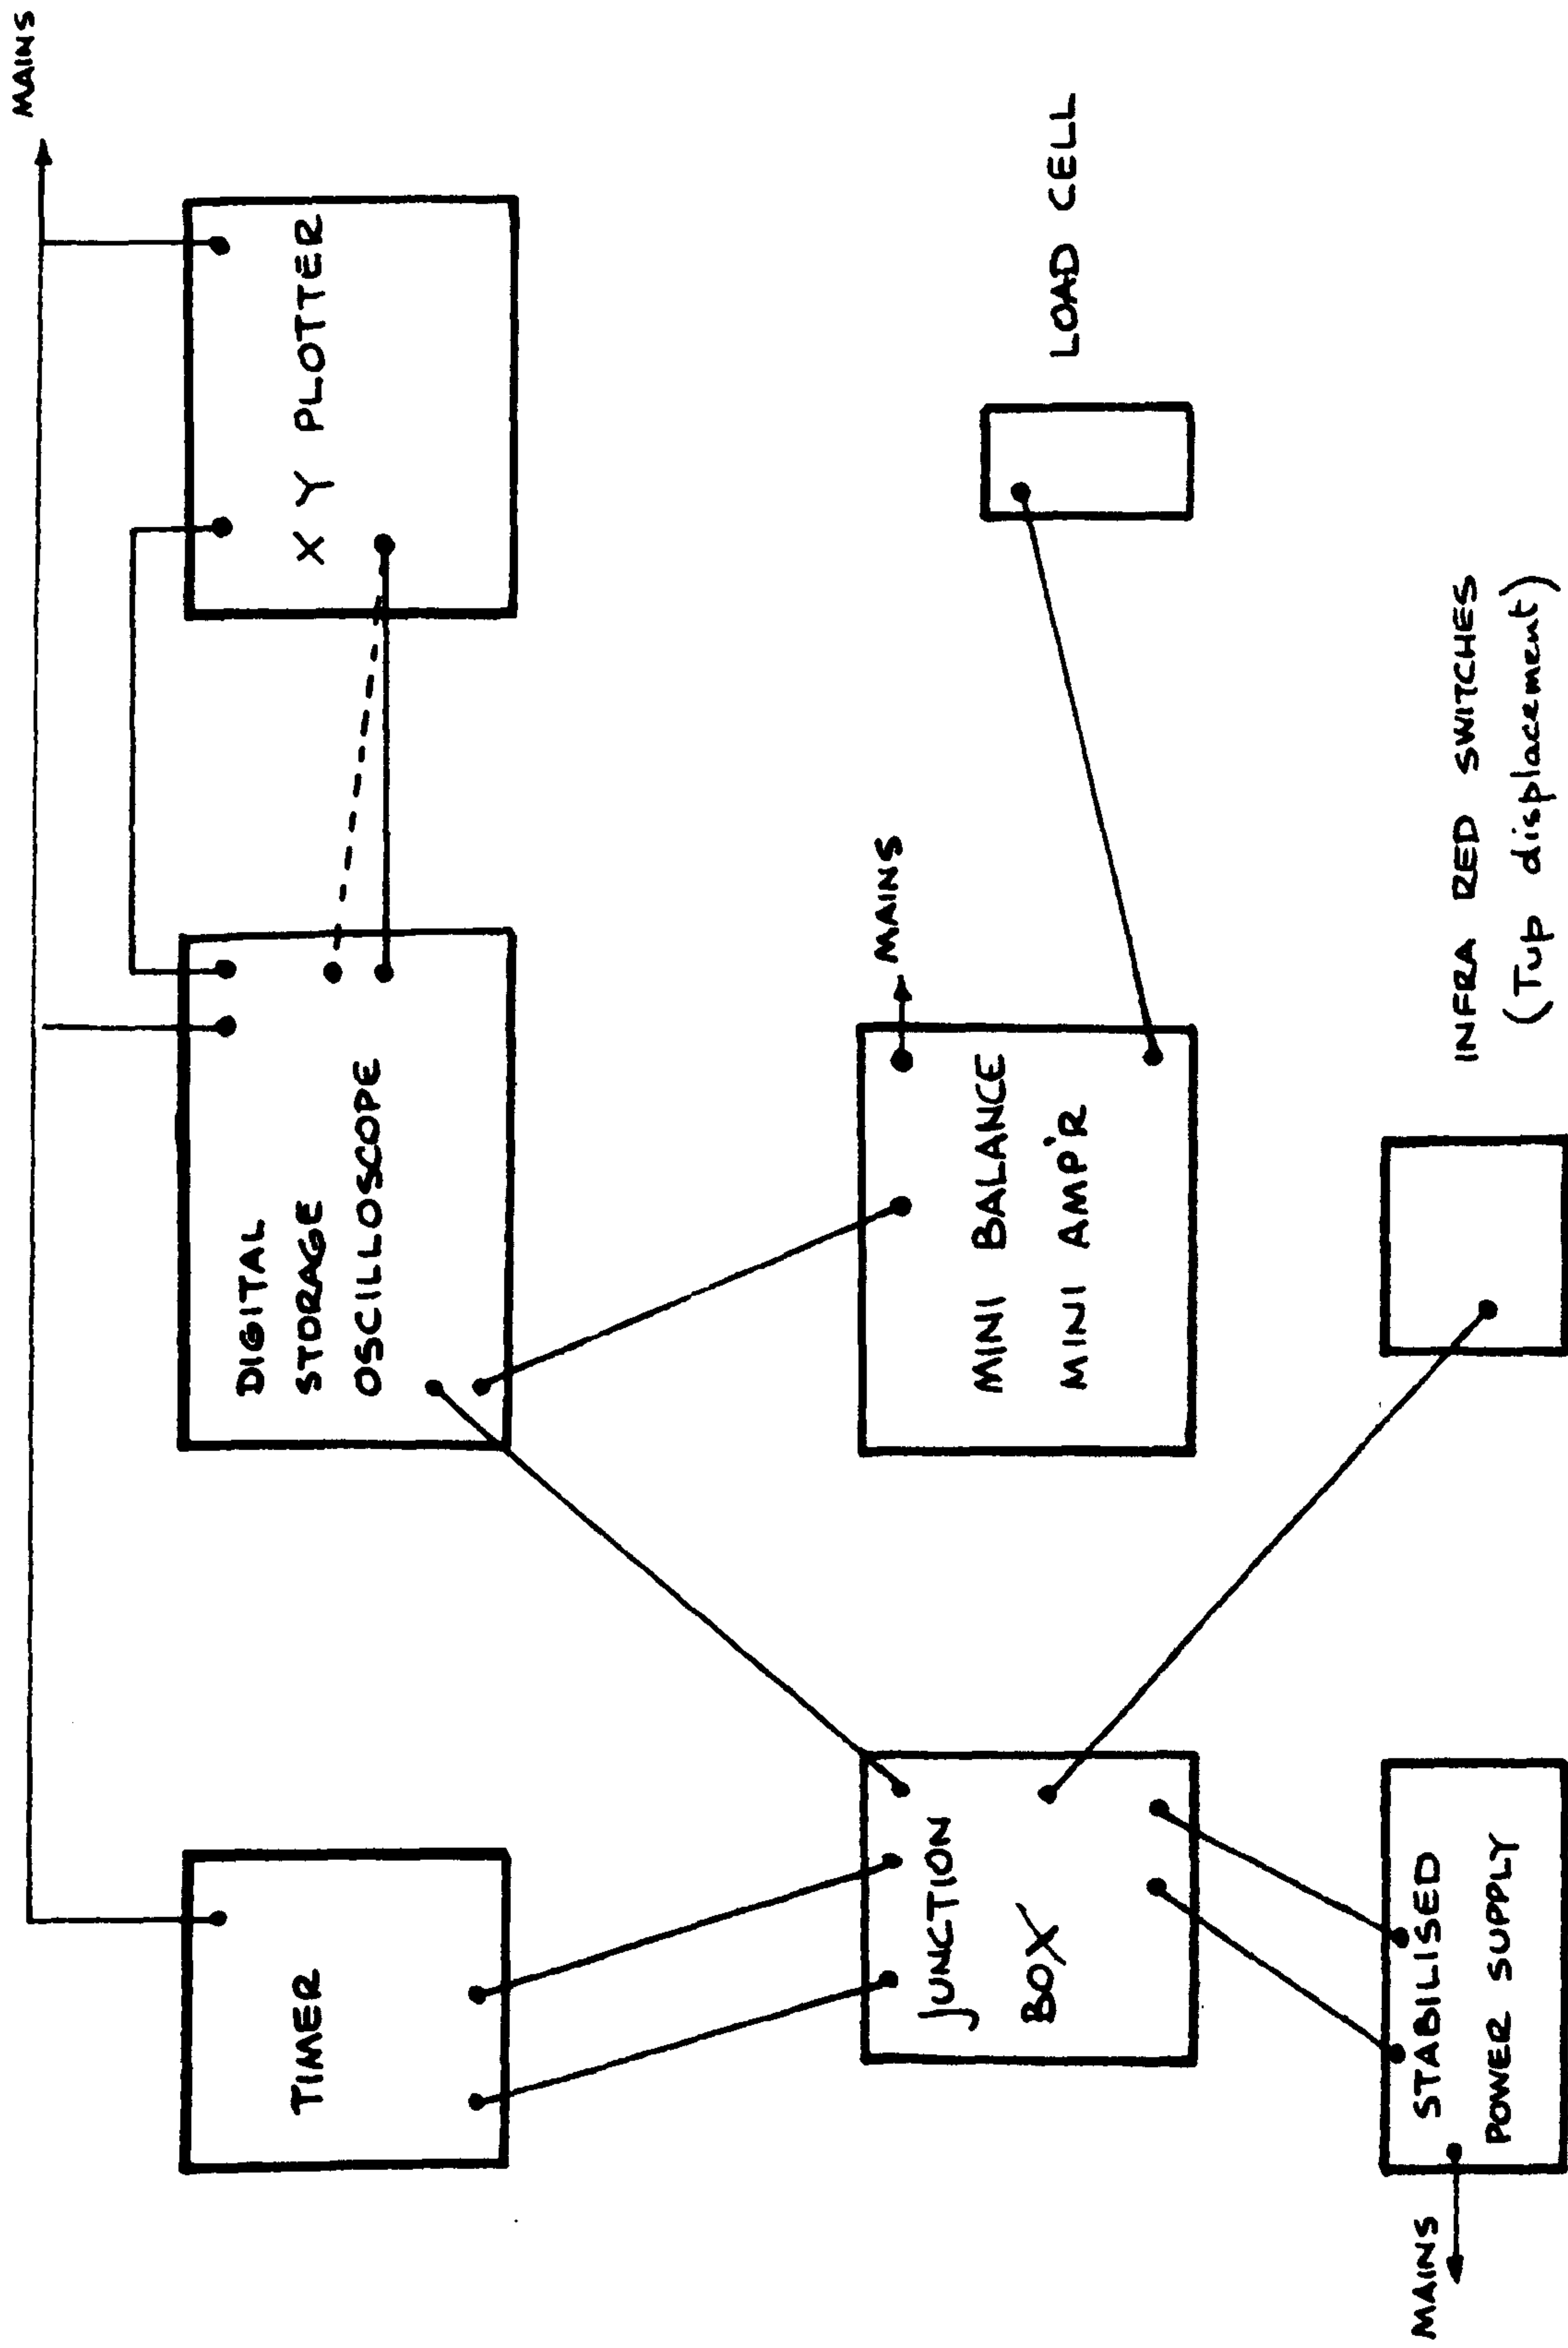 MAINS
TIMER
DIGITAL
STORAGE
OSCILLOSCOPE
X Y PLOTTER
JUNCTION
BOX
MINI BALANCE
MINI AMP'R
MAINS
LOAD CELL
MAINS
STABILISED
POWER SUPPLY
INFRA RED SWITCHES
(Tup displacement)